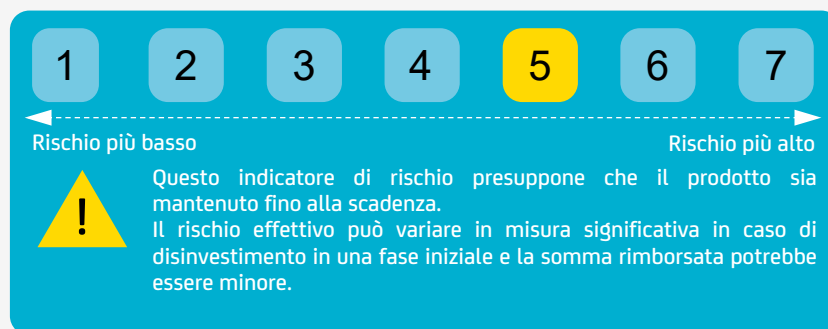 1 2 3 4 5 6 7
Rischio più basso Rischio più alto
! Questo indicatore di rischio presuppone che il prodotto sia
mantenuto fino alla scadenza.
Il rischio effettivo può variare in misura significativa in caso di
disinvestimento in una fase iniziale e la somma rimborsata potrebbe
essere minore.